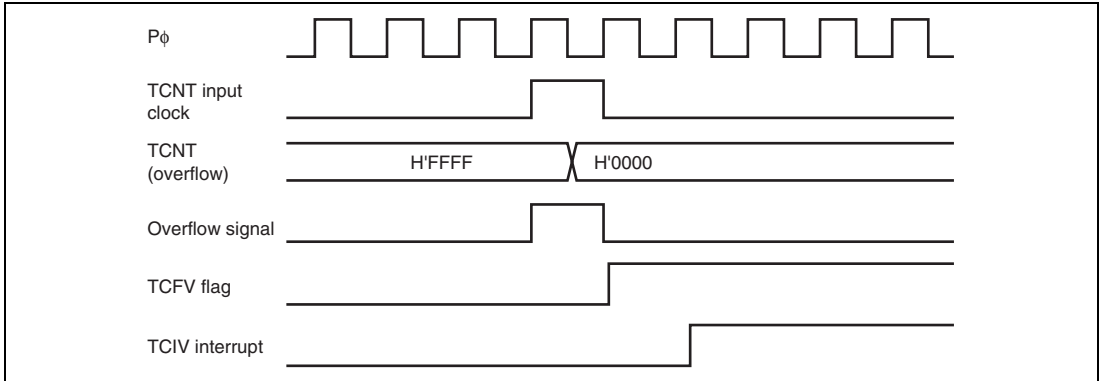 Pϕ
TCNT input
clock
TCNT
(overflow)
H'FFFF
H'0000
Overflow signal
TCFV flag
TCIV interrupt